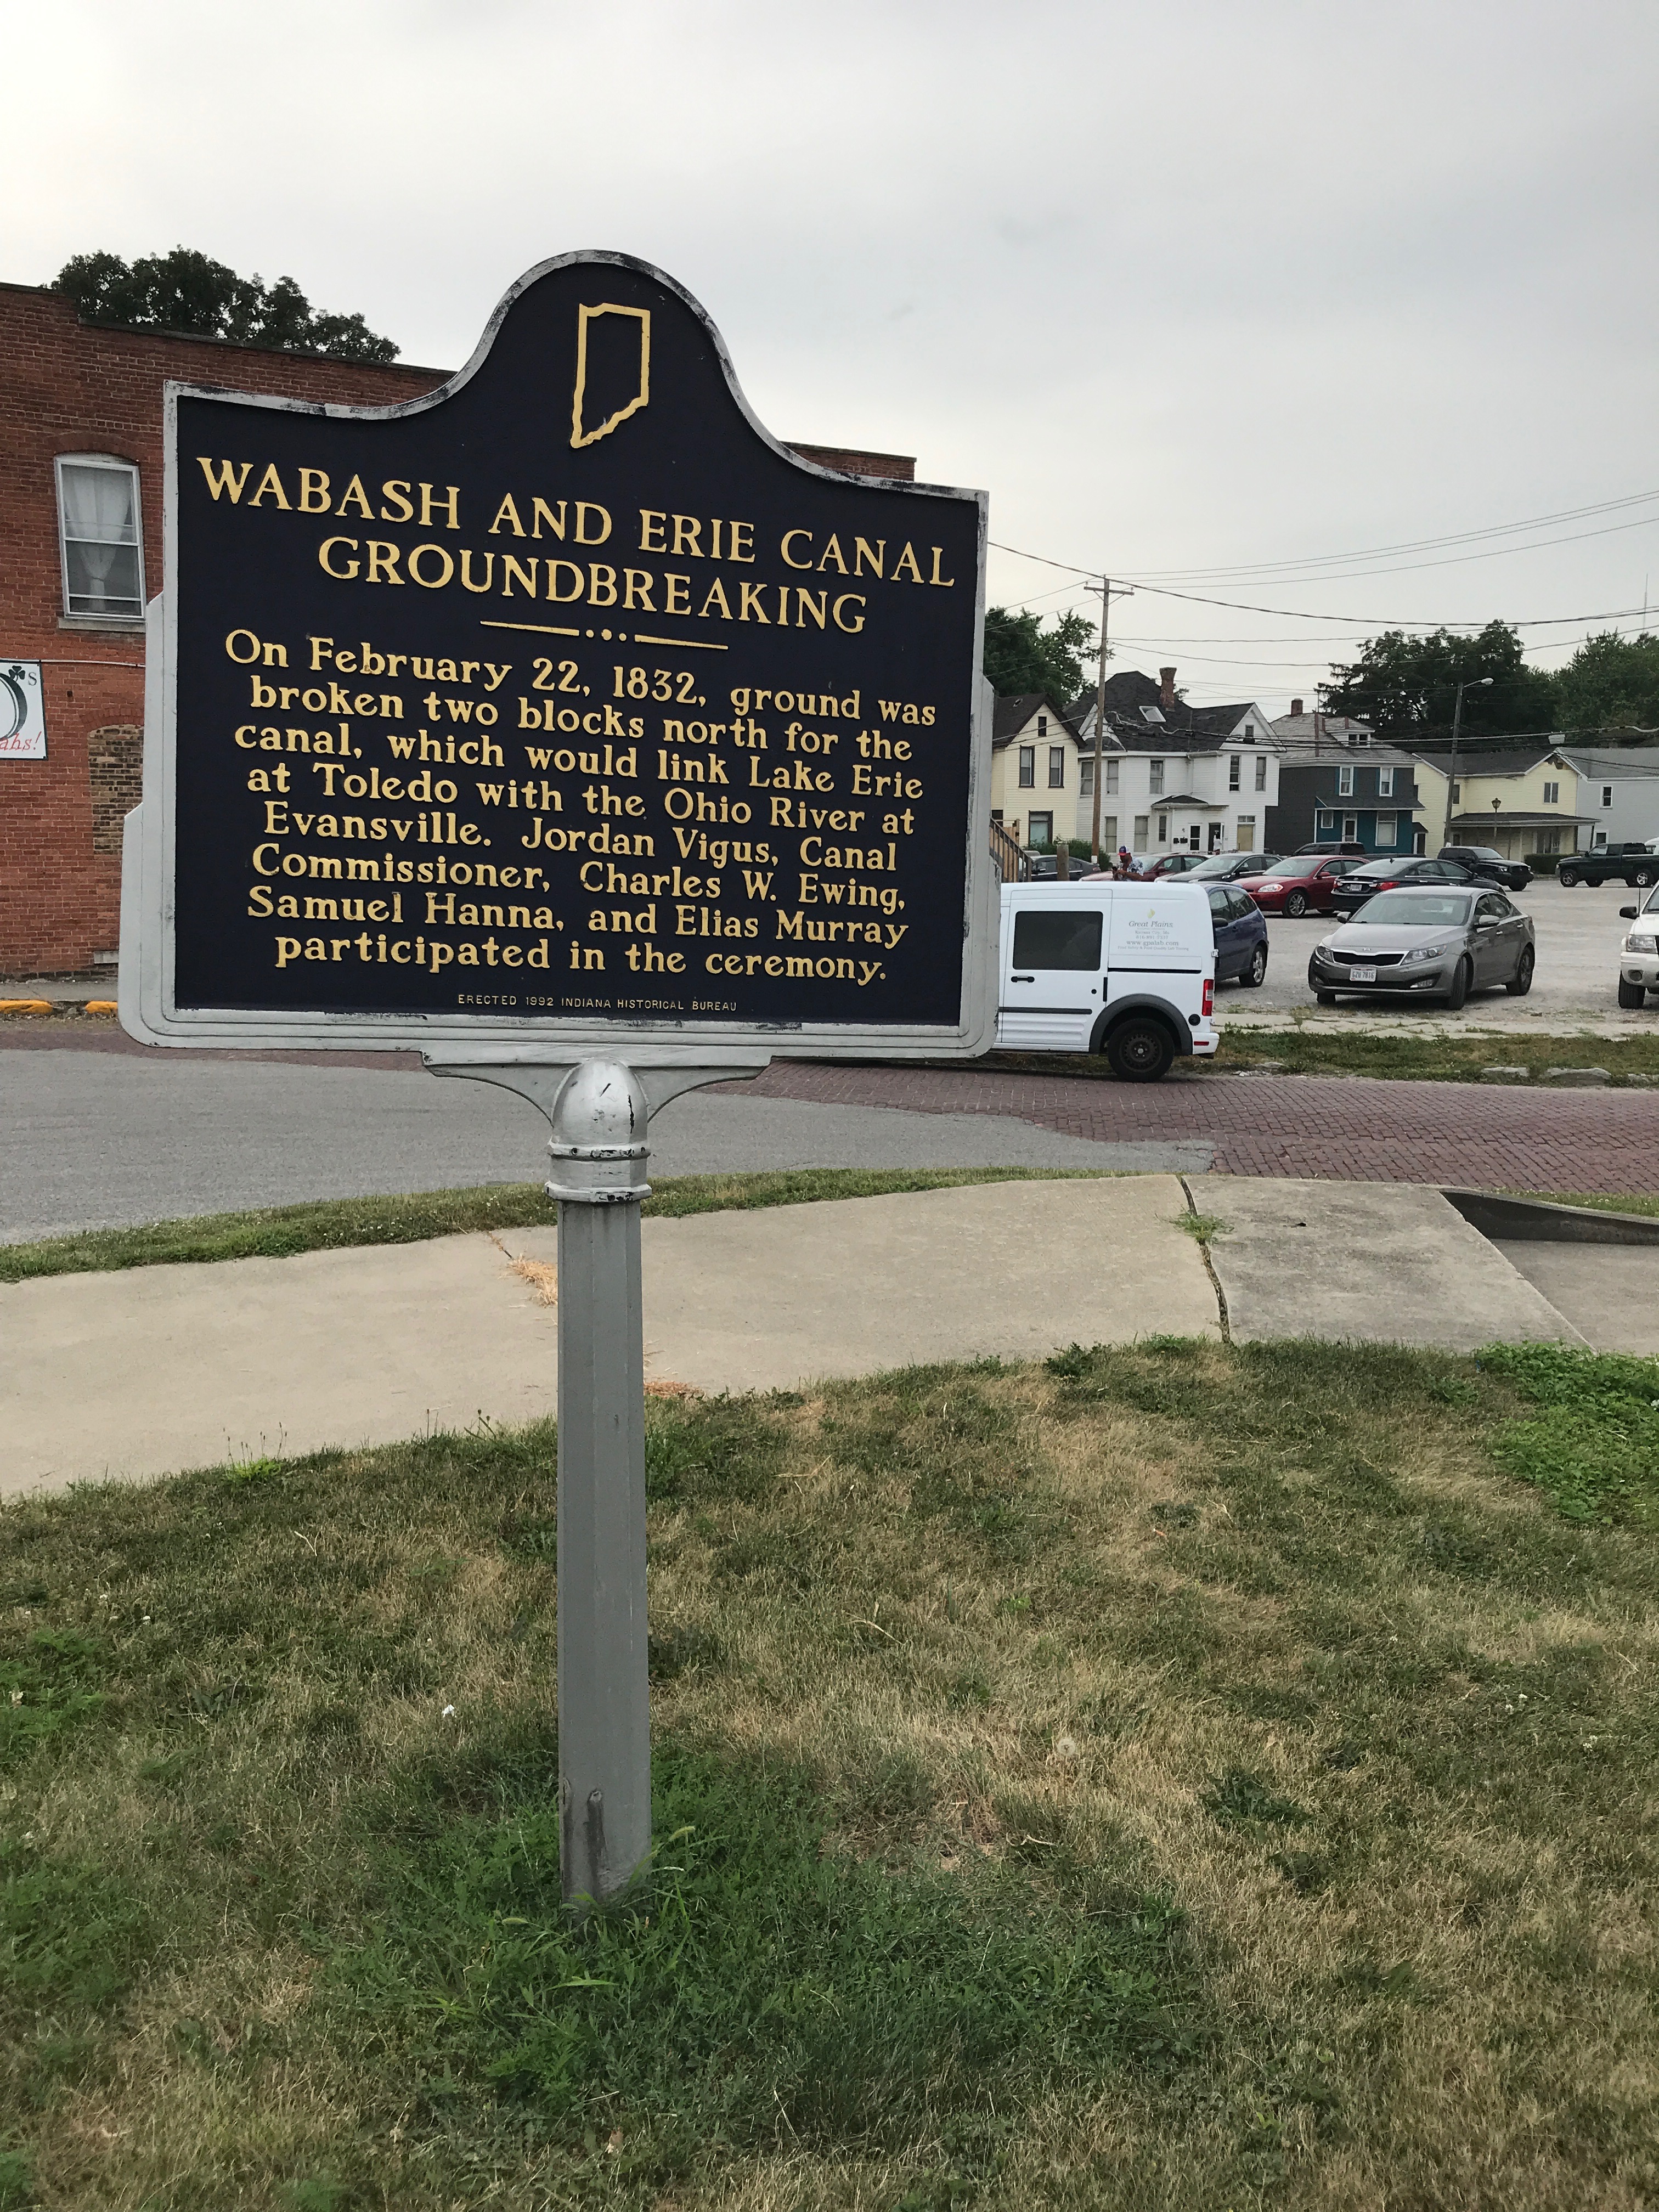 WABASH AND ERIE CANAL
GROUNDBREAKING
On February 22, 1832, ground was
broken two blocks north for the
canal, which would link Lake Erie
at Toledo with the Ohio River at
Evansville. Jordan Vigus, Canal
Commissioner, Charles W. Ewing,
Samuel Hanna, and Elias Murray
participated in the ceremony.
ERECTED 1992 INDIANA HISTORICAL BUREAU
Great Plains